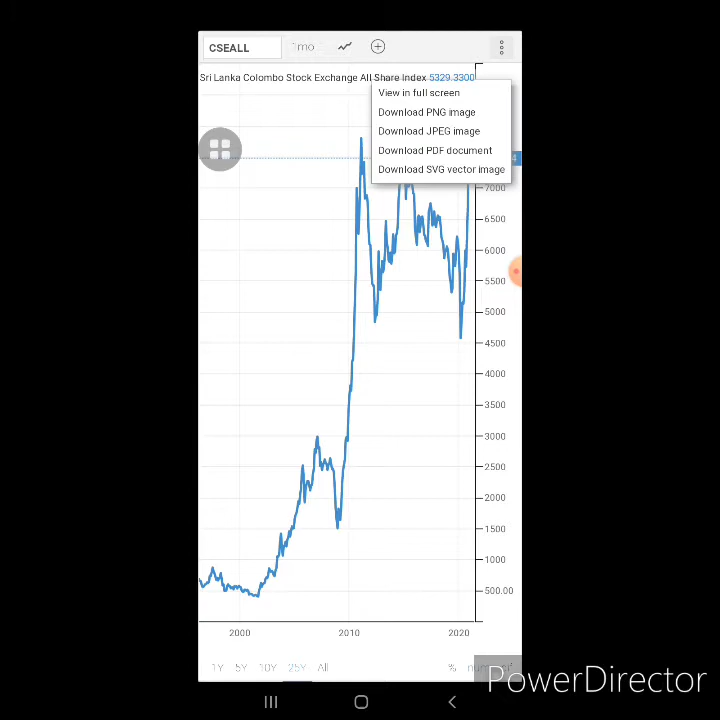 CSEALL 1mo
Sri Lanka Colombo Stock Exchange All Share Index 5329.3300
View in full screen
Download PNG image
Download JPEG image
Download PDF document
Download SVG vector image
7000
6500
6000
5500
5000
4500
4000
3500
3000
2500
2000
1500
1000
500.00
2000 2010 2020
1Y 5Y 10Y 25Y All %
PowerDirector